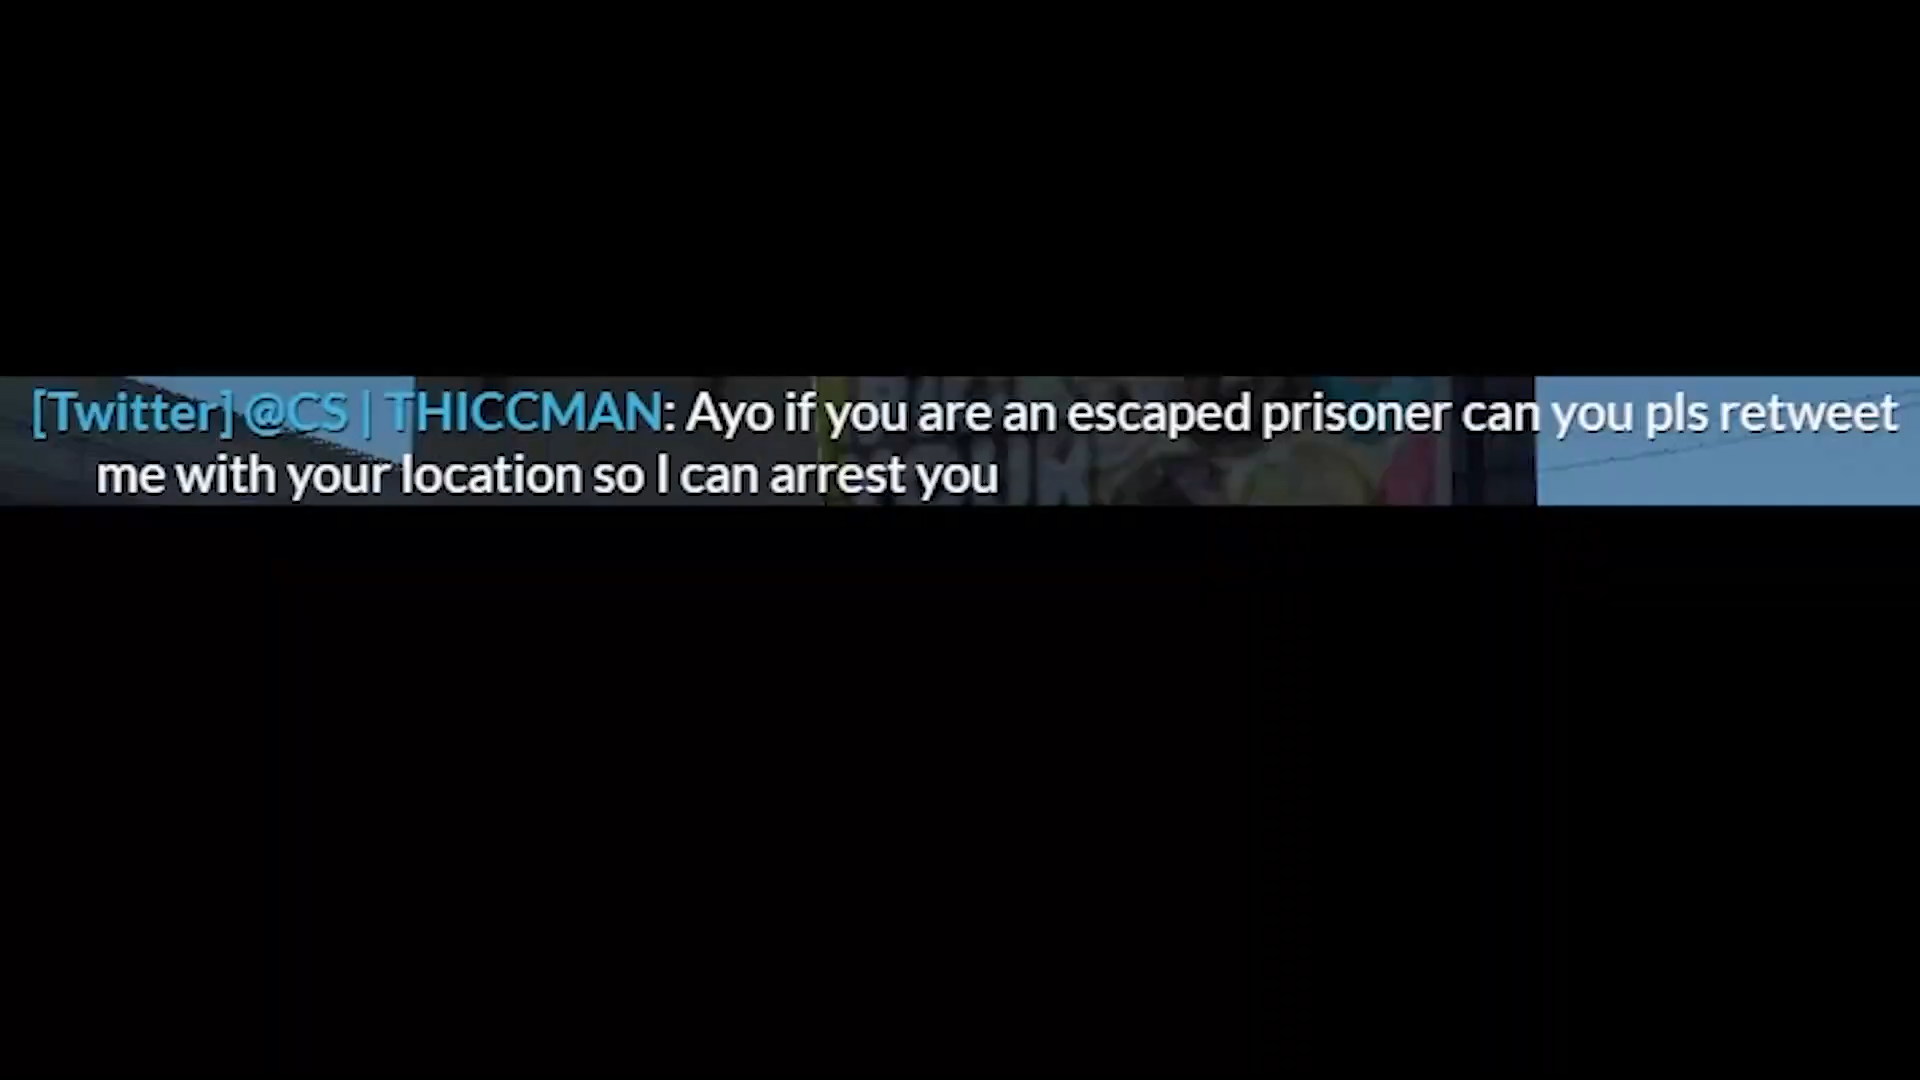 [Twitter] @CS | THICCMAN: Ayo if you are an escaped prisoner can you pls retweet
me with your location so I can arrest you